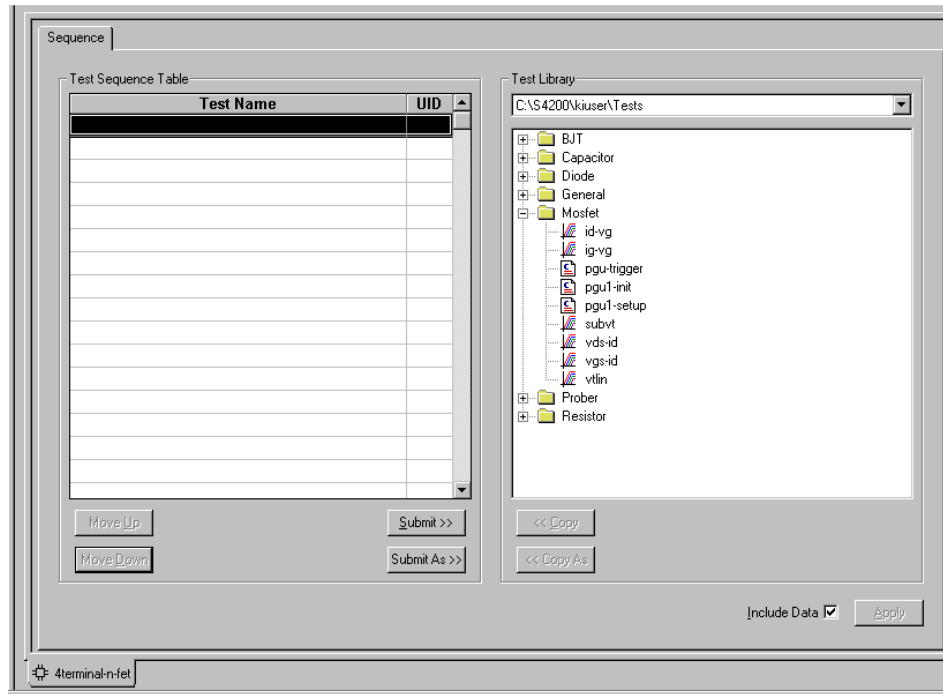 Sequence
Test Sequence Table
Test Name UID
Move Up
Submit >>
Move Down
Submit As >>
Test Library
C:\S4200\kiuser\Tests
BJT
Capacitor
Diode
General
Mosfet
id-vg
ig-vg
pgu-trigger
pgu1-init
pgu1-setup
subvt
vds-id
vgs-id
vtlin
Prober
Resistor
<< Copy
<< Copy As
Include Data
Apply
4terminal-n-fet